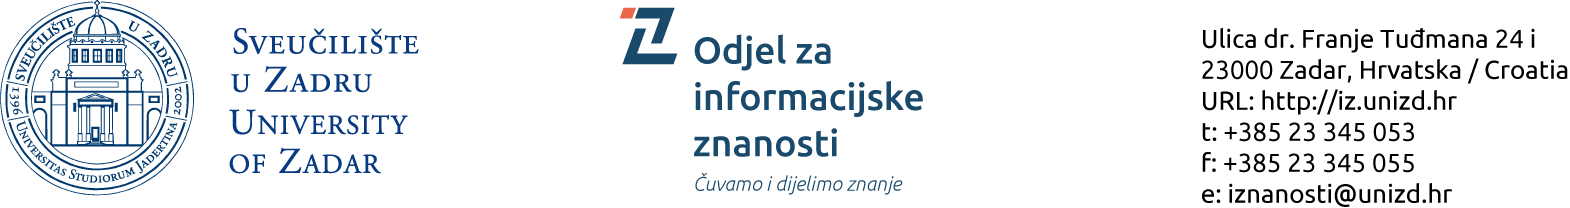 SVEUČILIŠTE U ZADRU
1396
2002
UNIVERSITAS STUDIORUM JADERTINA
SVEUČILIŠTE
U ZADRU
UNIVERSITY
OF ZADAR
Odjel za
informacijske
znanosti
Čuvamo i dijelimo znanje
Ulica dr. Franje Tuđmana 24 i
23000 Zadar, Hrvatska / Croatia
URL: http://iz.unizd.hr
t: +385 23 345 053
f: +385 23 345 055
e: iznanosti@unizd.hr